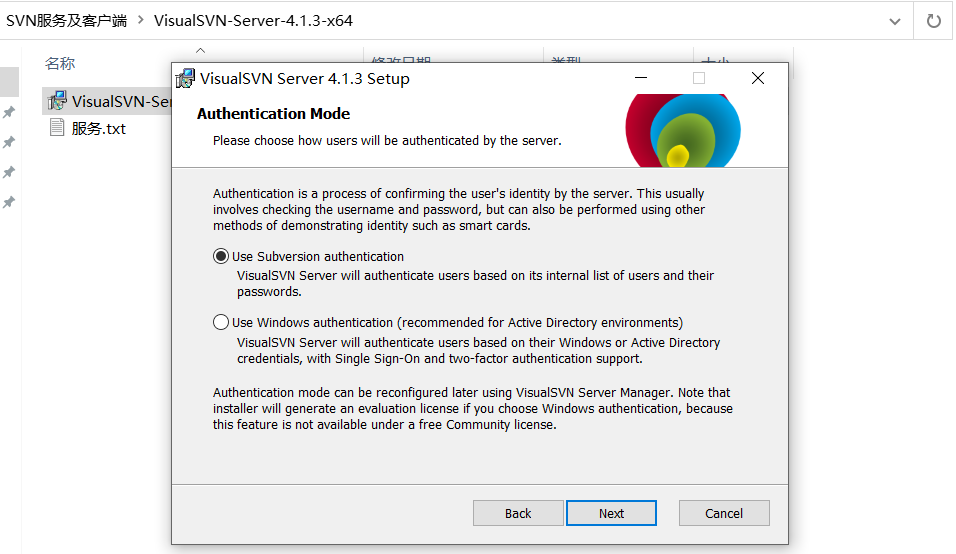 SVN服务及客户端 > VisualSVN-Server-4.1.3-x64
名称
VisualSVN-Ser
服务.txt
VisualSVN Server 4.1.3 Setup
Authentication Mode
Please choose how users will be authenticated by the server.
Authentication is a process of confirming the user's identity by the server. This usually
involves checking the username and password, but can also be performed using other
methods of demonstrating identity such as smart cards.
Use Subversion authentication
VisualSVN Server will authenticate users based on its internal list of users and their
passwords.
Use Windows authentication (recommended for Active Directory environments)
VisualSVN Server will authenticate users based on their Windows or Active Directory
credentials, with Single Sign-On and two-factor authentication support.
Authentication mode can be reconfigured later using VisualSVN Server Manager. Note that
installer will generate an evaluation license if you choose Windows authentication, because
this feature is not available under a free Community license.
Back Next Cancel